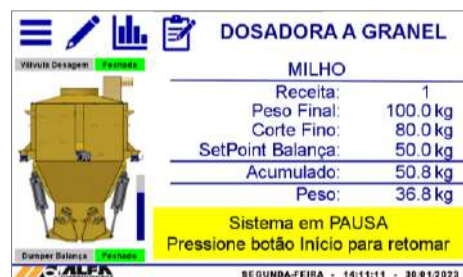 DOSADORA A GRANEL
Válvula Dosagem Fechada
MILHO
Receita: 1
Peso Final: 100.0 kg
Corte Fino: 80.0 kg
SetPoint Balança: 50.0 kg
Acumulado: 50.8 kg
Peso: 36.8 kg
Sistema em PAUSA
Pressione botão Início para retomar
Dumper Balança Fechada
ALFA
SEGUNDA-FEIRA - 14:11:11 - 30/01/2023